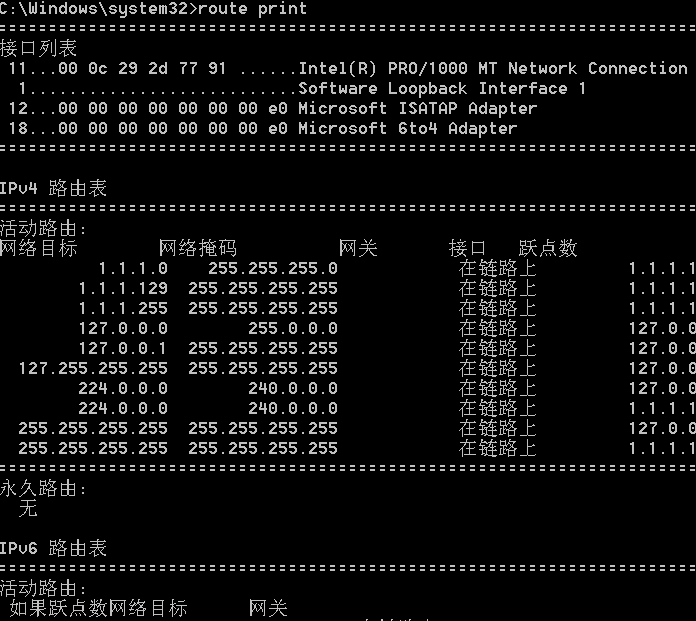 C:\Windows\system32>route print
===========================================================================
接口列表
11...00 0c 29 2d 77 91 ......Intel(R) PRO/1000 MT Network Connection
1...........................Software Loopback Interface 1
12...00 00 00 00 00 00 00 e0 Microsoft ISATAP Adapter
18...00 00 00 00 00 00 00 e0 Microsoft 6to4 Adapter
===========================================================================
IPv4 路由表
===========================================================================
活动路由:
网络目标 网络掩码 网关 接口 跃点数
1.1.1.0 255.255.255.0 在链路上 1.1.1.1
1.1.1.129 255.255.255.255 在链路上 1.1.1.1
1.1.1.255 255.255.255.255 在链路上 1.1.1.1
127.0.0.0 255.0.0.0 在链路上 127.0.0
127.0.0.1 255.255.255.255 在链路上 127.0.0
127.255.255.255 255.255.255.255 在链路上 127.0.0
224.0.0.0 240.0.0.0 在链路上 127.0.0
224.0.0.0 240.0.0.0 在链路上 1.1.1.1
255.255.255.255 255.255.255.255 在链路上 127.0.0
255.255.255.255 255.255.255.255 在链路上 1.1.1.1
===========================================================================
永久路由:
无
IPv6 路由表
===========================================================================
活动路由:
如果跃点数网络目标 网关